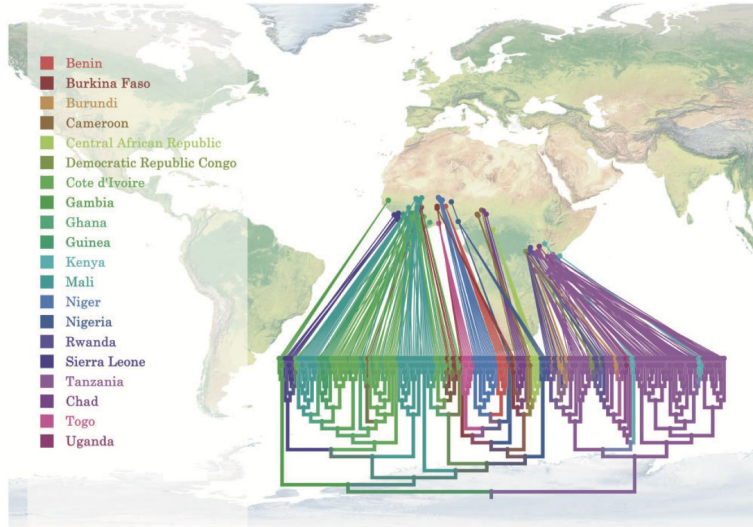 Benin
Burkina Faso
Burundi
Cameroon
Central African Republic
Democratic Republic Congo
Cote d'Ivoire
Gambia
Ghana
Guinea
Kenya
Mali
Niger
Nigeria
Rwanda
Sierra Leone
Tanzania
Chad
Togo
Uganda